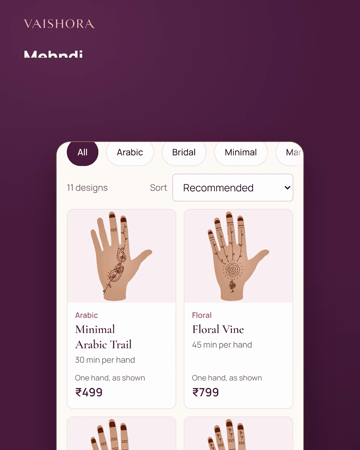 VAISHORA
Mehndi
All Arabic Bridal Minimal
11 designs Sort Recommended
Arabic
Minimal
Arabic Trail
30 min per hand
One hand, as shown
₹499
Floral
Floral Vine
45 min per hand
One hand, as shown
₹799